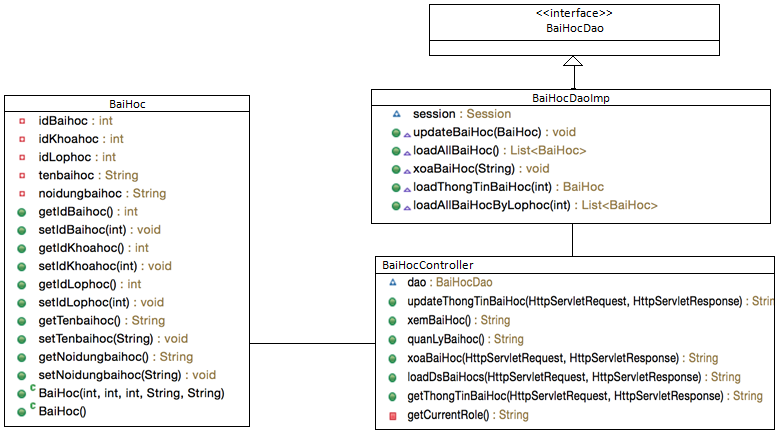 <<interface>>
BaiHocDao
BaiHoc
idBaihoc : int
idKhoahoc : int
idLophoc : int
tenbaihoc : String
noidungbaihoc : String
getIdBaihoc() : int
setIdBaihoc(int) : void
getIdKhoahoc() : int
setIdKhoahoc(int) : void
getIdLophoc() : int
setIdLophoc(int) : void
getTenbaihoc() : String
setTenbaihoc(String) : void
getNoidungbaihoc() : String
setNoidungbaihoc(String) : void
C BaiHoc(int, int, int, String, String)
C BaiHoc()
BaiHocDaoImp
session : Session
updateBaiHoc(BaiHoc) : void
loadAllBaiHoc() : List<BaiHoc>
xoaBaiHoc(String) : void
loadThongTinBaiHoc(int) : BaiHoc
loadAllBaiHocByLophoc(int) : List<BaiHoc>
BaiHocController
dao : BaiHocDao
updateThongTinBaiHoc(HttpServletRequest, HttpServletResponse) : Strin
xemBaiHoc() : String
quanLyBaihoc() : String
xoaBaiHoc(HttpServletRequest, HttpServletResponse) : String
loadDsBaiHocs(HttpServletRequest, HttpServletResponse) : String
getThongTinBaiHoc(HttpServletRequest, HttpServletResponse) : String
getCurrentRole() : String